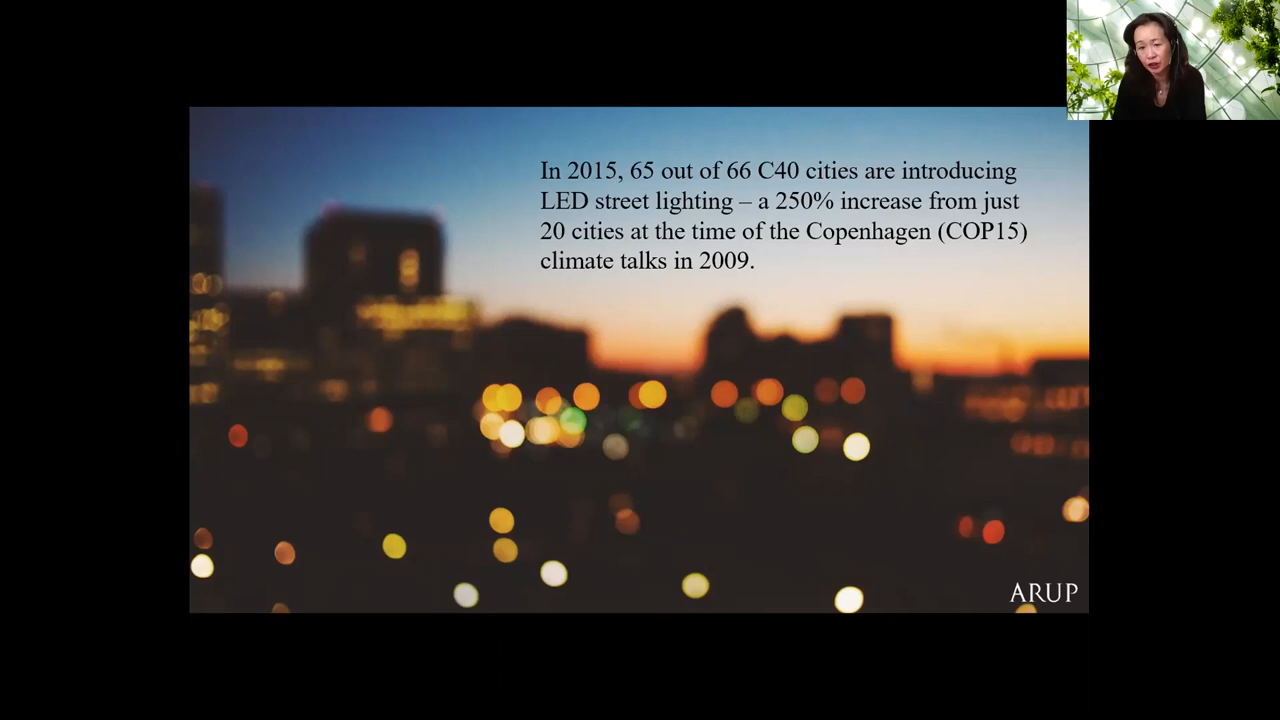 In 2015, 65 out of 66 C40 cities are introducing
LED street lighting – a 250% increase from just
20 cities at the time of the Copenhagen (COP15)
climate talks in 2009.
ARUP